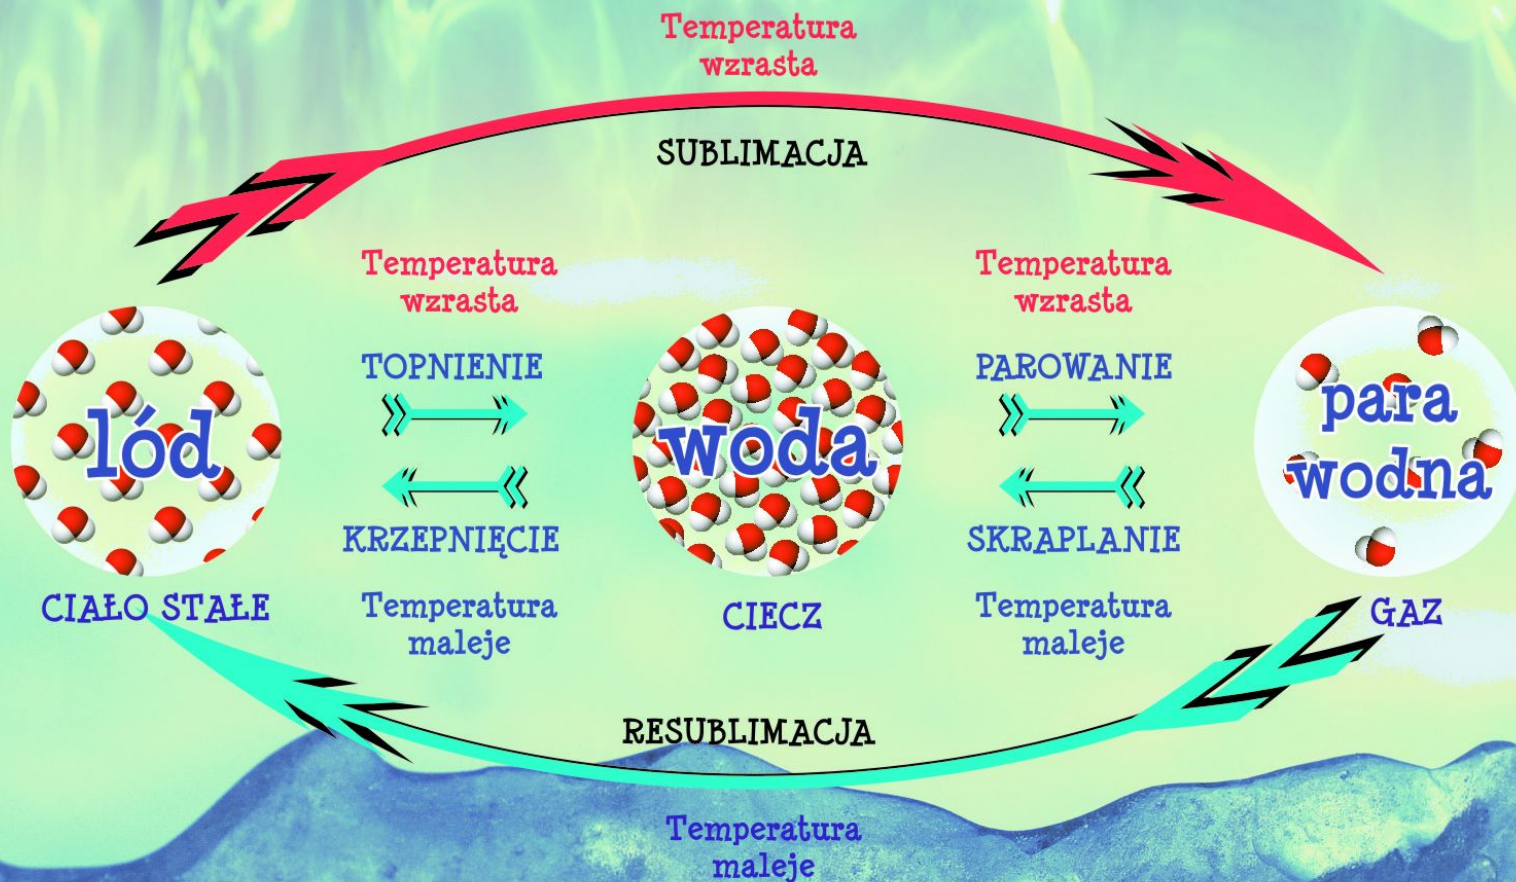 Temperatura
wzrasta
SUBLIMACJA
Temperatura
wzrasta
Temperatura
wzrasta
TOPNIENIE
PAROWANIE
lód
woda
para
wodna
KRZEPNIĘCIE
SKRAPLANIE
CIAŁO STAŁE
Temperatura
maleje
CIECZ
Temperatura
maleje
GAZ
RESUBLIMACJA
Temperatura
maleje